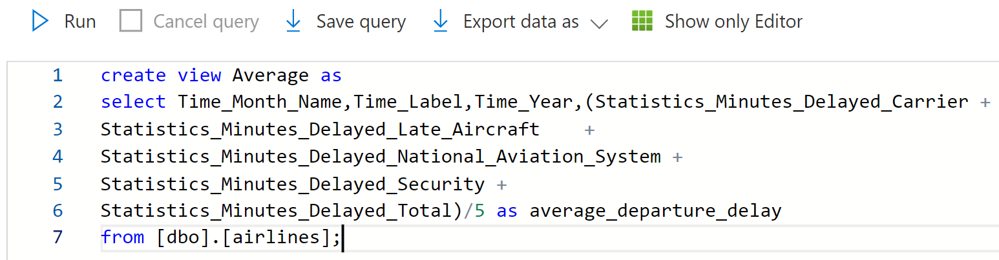 Run Cancel query Save query Export data as Show only Editor
1 create view Average as
2 select Time_Month_Name,Time_Label,Time_Year,(Statistics_Minutes_Delayed_Carrier +
3 Statistics_Minutes_Delayed_Late_Aircraft    +
4 Statistics_Minutes_Delayed_National_Aviation_System +
5 Statistics_Minutes_Delayed_Security +
6 Statistics_Minutes_Delayed_Total)/5 as average_departure_delay
7 from [dbo].[airlines];